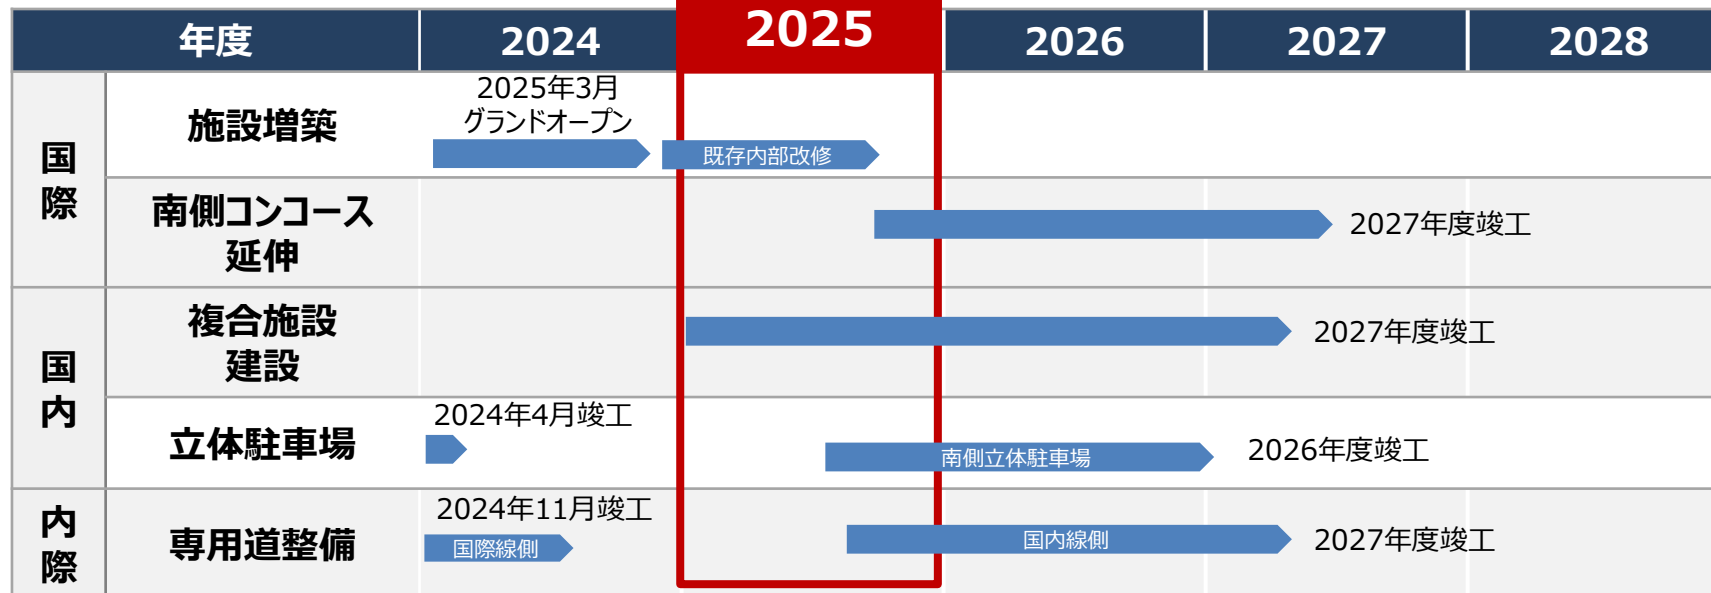 年度 2024 2025 2026 2027 2028
国際
施設増築
2025年3月
グランドオープン
既存内部改修
南側コンコース
延伸
2027年度竣工
国内
複合施設
建設
2027年度竣工
立体駐車場
2024年4月竣工
南側立体駐車場
2026年度竣工
内際
専用道整備
2024年11月竣工
国際線側
国内線側
2027年度竣工